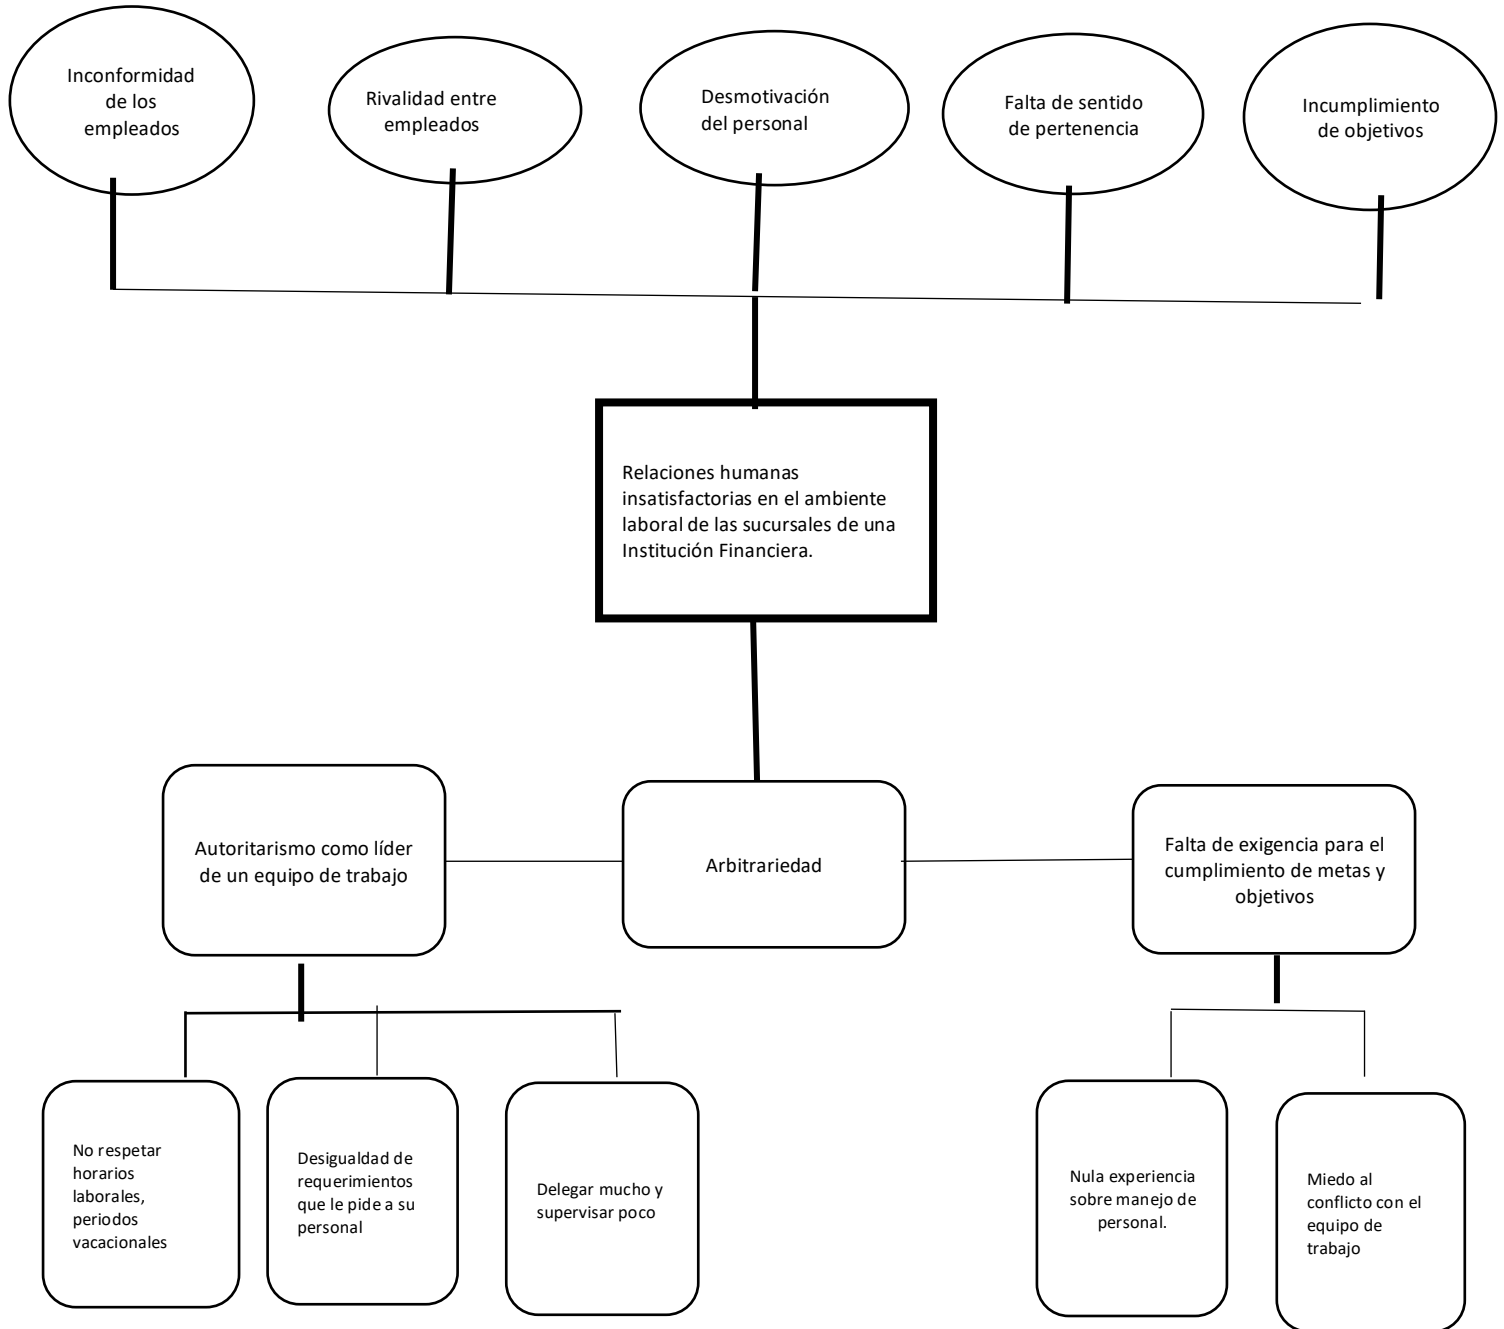 Inconformidad
de los
empleados
Rivalidad entre
empleados
Desmotivación
del personal
Falta de sentido
de pertenencia
Incumplimiento
de objetivos
Relaciones humanas
insatisfactorias en el ambiente
laboral de las sucursales de una
Institución Financiera.
Autoritarismo como líder
de un equipo de trabajo
Arbitrariedad
Falta de exigencia para el
cumplimiento de metas y
objetivos
No respetar
horarios
laborales,
periodos
vacacionales
Desigualdad de
requerimientos
que le pide a su
personal
Delegar mucho y
supervisar poco
Nula experiencia
sobre manejo de
personal.
Miedo al
conflicto con el
equipo de
trabajo